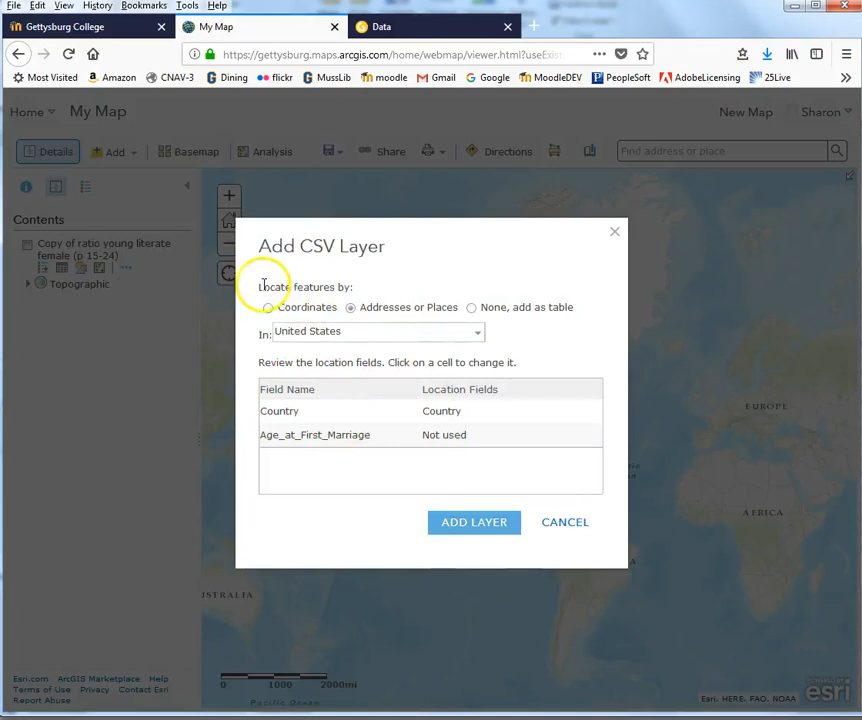 File Edit View History Bookmarks Tools Help
Gettysburg College × My Map × Data × +
https://gettysburg.maps.arcgis.com/home/webmap/viewer.html?useExis
Most Visited Amazon CNAV-3 Dining flickr MussLib moodle Gmail Google MoodleDEV PeopleSoft AdobeLicensing 25Live
Home My Map New Map Sharon
Details Add Basemap Analysis Share Directions Find address or place
Contents
Copy of ratio young literate
female (p 15-24)
Topographic
Add CSV Layer
Locate features by:
Coordinates Addresses or Places None, add as table
In: United States
Review the location fields. Click on a cell to change it.
Field Name Location Fields
Country Country
Age_at_First_Marriage Not used
ADD LAYER CANCEL
EUROPE
AFRICA
USTRALIA
Esri.com ArcGIS Marketplace Help
Terms of Use Privacy Contact Esri
Report Abuse
0 1000 2000mi
Esri, HERE, FAO, NOAA
POWERED BY
esri